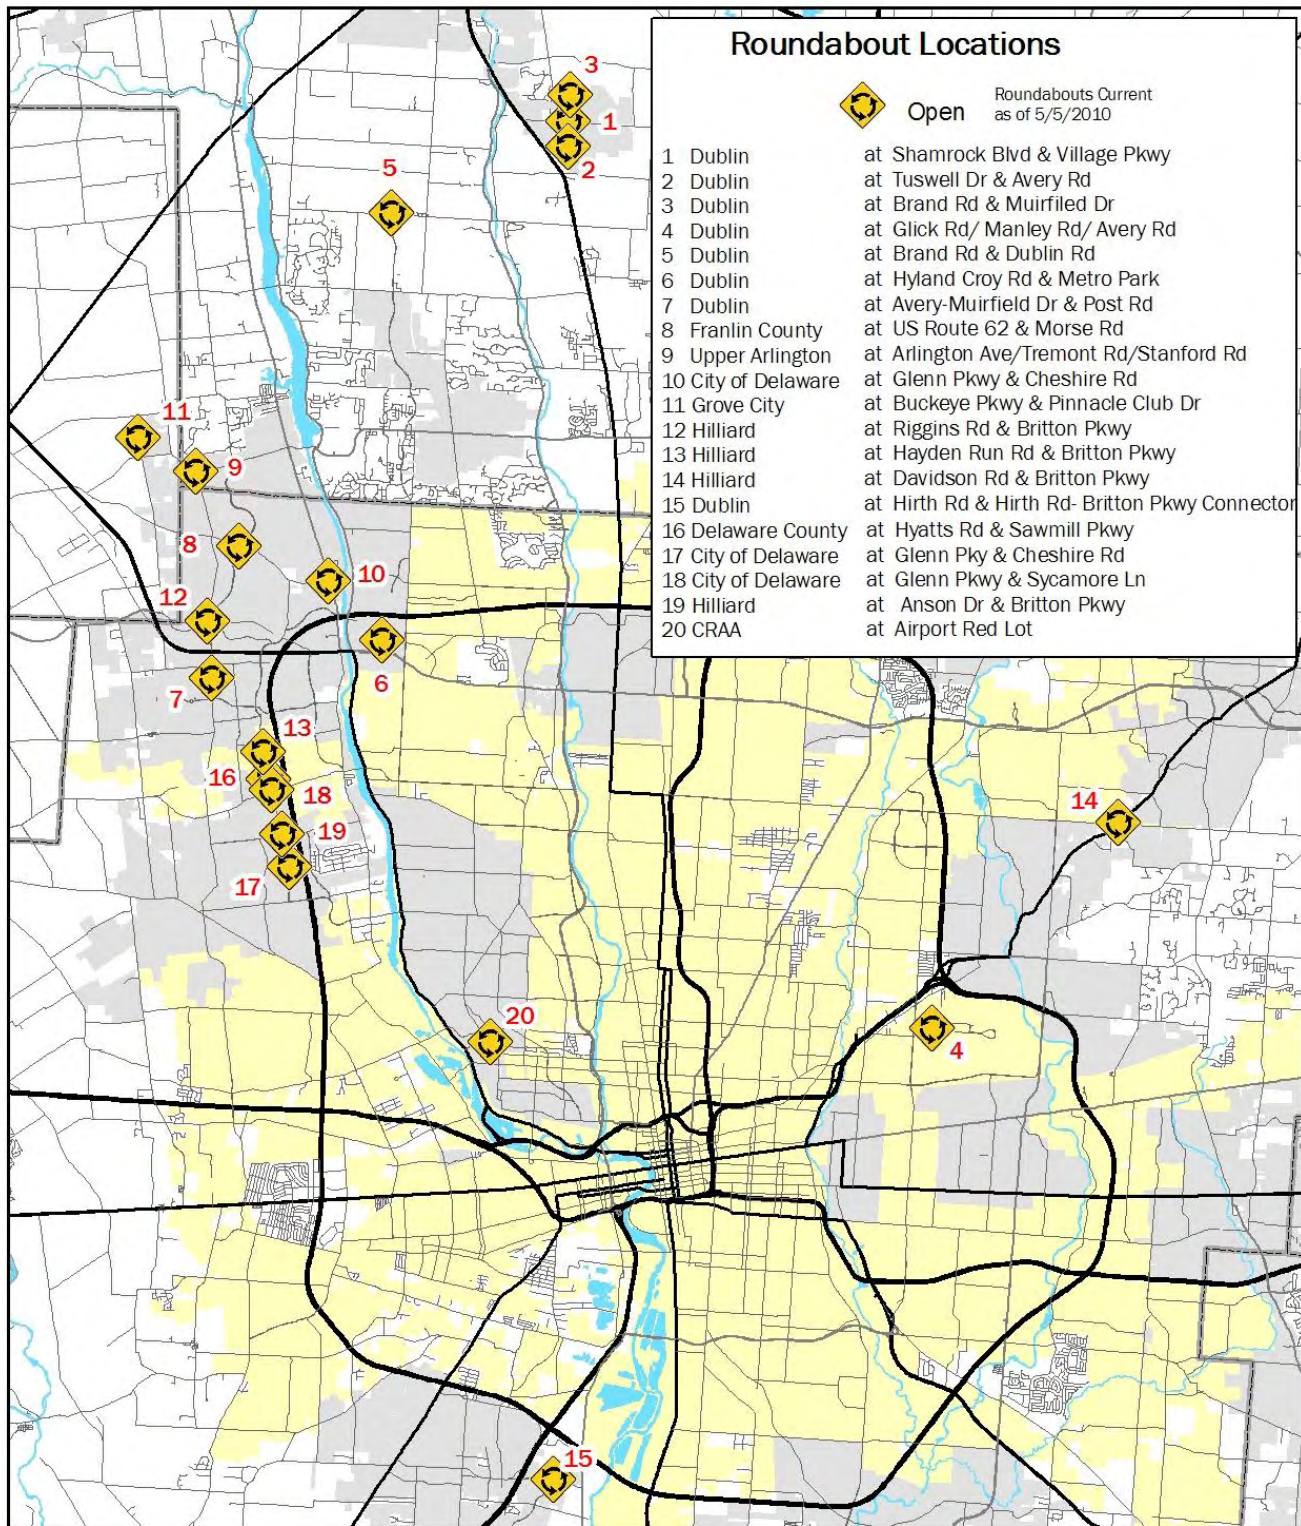 Roundabout Locations
Open
Roundabouts Current
as of 5/5/2010
1 Dublin at Shamrock Blvd & Village Pkwy
2 Dublin at Tuswell Dr & Avery Rd
3 Dublin at Brand Rd & Muirfiled Dr
4 Dublin at Glick Rd/ Manley Rd/ Avery Rd
5 Dublin at Brand Rd & Dublin Rd
6 Dublin at Hyland Croy Rd & Metro Park
7 Dublin at Avery-Muirfield Dr & Post Rd
8 Franlin County at US Route 62 & Morse Rd
9 Upper Arlington at Arlington Ave/Tremont Rd/Stanford Rd
10 City of Delaware at Glenn Pkwy & Cheshire Rd
11 Grove City at Buckeye Pkwy & Pinnacle Club Dr
12 Hilliard at Riggins Rd & Britton Pkwy
13 Hilliard at Hayden Run Rd & Britton Pkwy
14 Hilliard at Davidson Rd & Britton Pkwy
15 Dublin at Hirth Rd & Hirth Rd- Britton Pkwy Connector
16 Delaware County at Hyatts Rd & Sawmill Pkwy
17 City of Delaware at Glenn Pky & Cheshire Rd
18 City of Delaware at Glenn Pkwy & Sycamore Ln
19 Hilliard at Anson Dr & Britton Pkwy
20 CRAA at Airport Red Lot
3
1
2
5
11
9
8
10
12
6
7
13
16
18
14
19
17
20
4
15